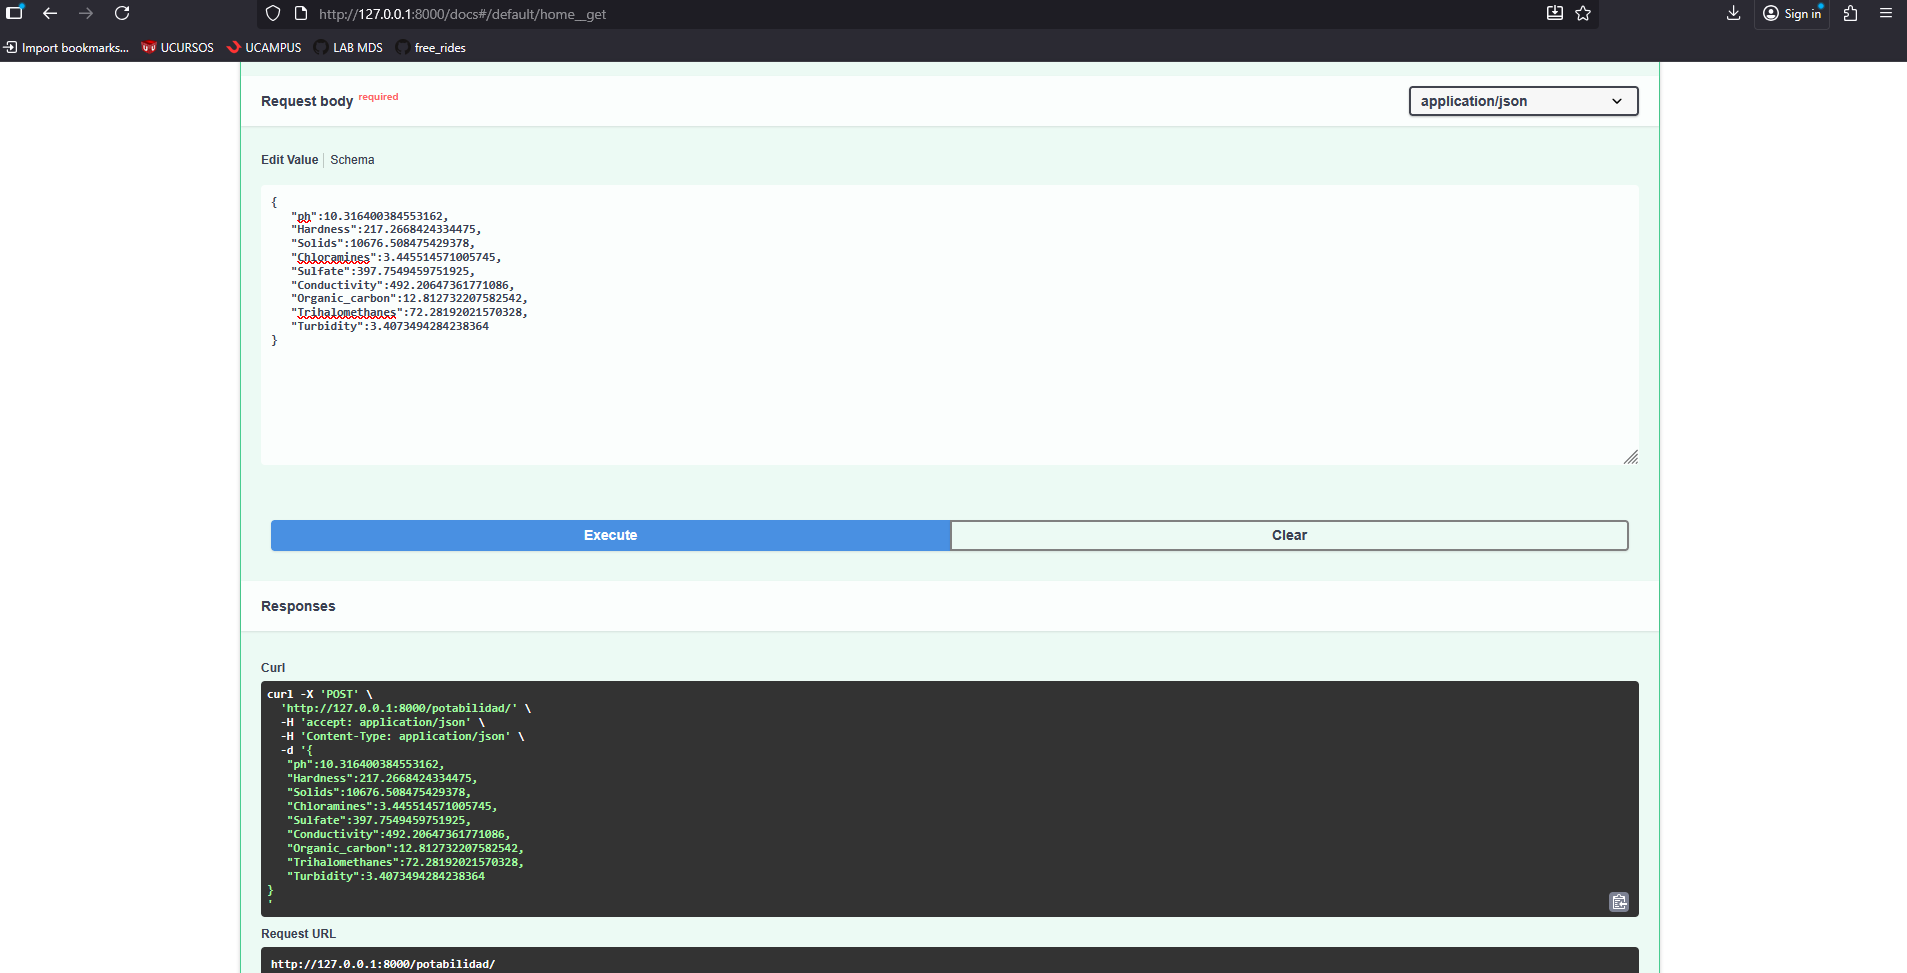 http://127.0.0.1:8000/docs#/default/home__get
Sign in
Import bookmarks...
UCURSOS
UCAMPUS
LAB MDS
free_rides
Request body required
application/json
Edit Value
Schema
{
"ph":10.316400384553162,
"Hardness":217.2668424334475,
"Solids":10676.508475429378,
"Chloramines":3.445514571005745,
"Sulfate":397.7549459751925,
"Conductivity":492.20647361771086,
"Organic_carbon":12.812732207582542,
"Trihalomethanes":72.28192021570328,
"Turbidity":3.4073494284238364
}
Execute
Clear
Responses
Curl
curl -X 'POST' \
'http://127.0.0.1:8000/potabilidad/' \
-H 'accept: application/json' \
-H 'Content-Type: application/json' \
-d '{
"ph":10.316400384553162,
"Hardness":217.2668424334475,
"Solids":10676.508475429378,
"Chloramines":3.445514571005745,
"Sulfate":397.7549459751925,
"Conductivity":492.20647361771086,
"Organic_carbon":12.812732207582542,
"Trihalomethanes":72.28192021570328,
"Turbidity":3.4073494284238364
}
'
Request URL
http://127.0.0.1:8000/potabilidad/